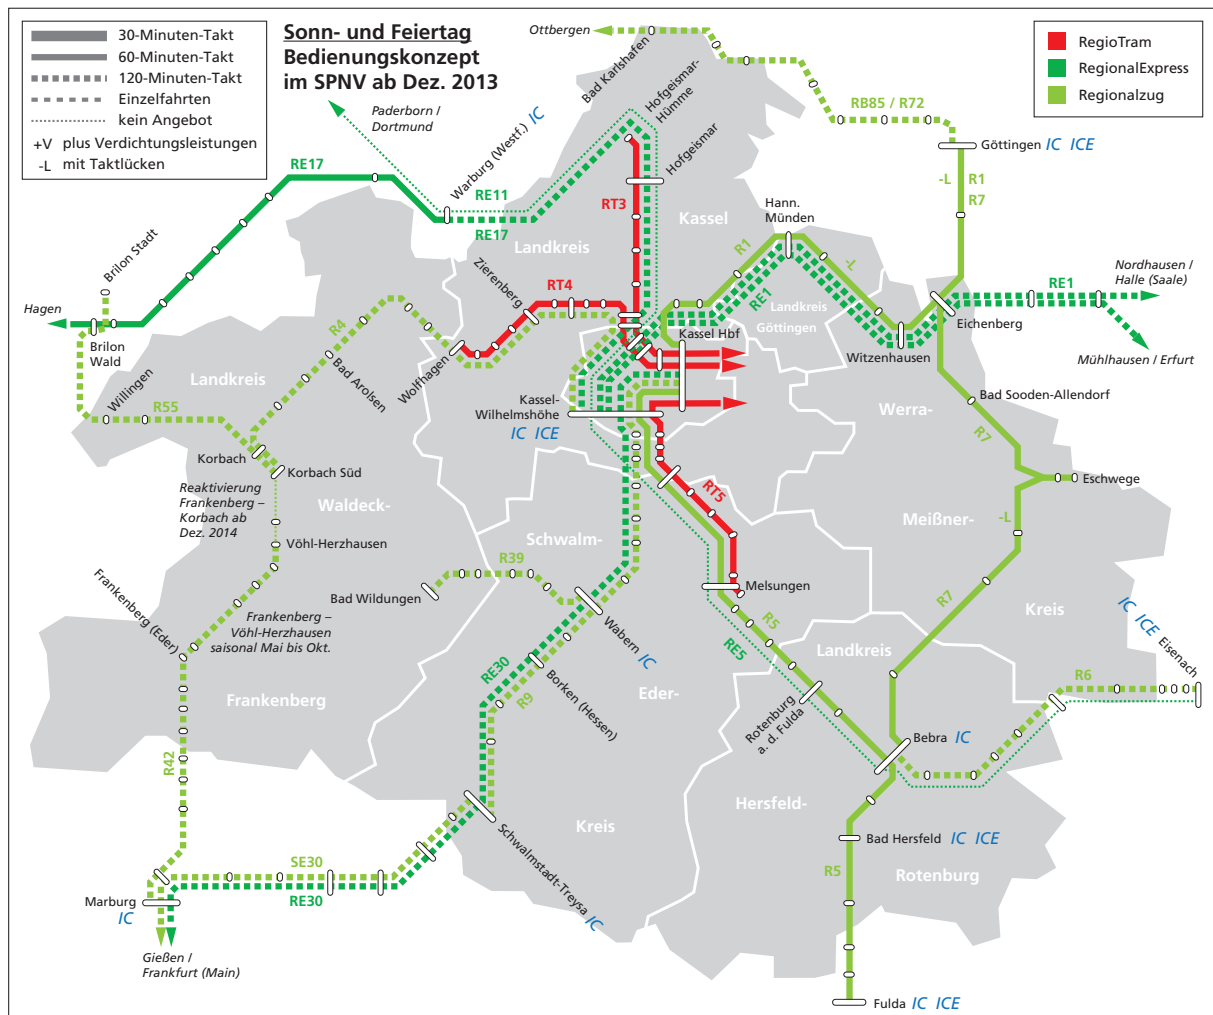 30-Minuten-Takt
60-Minuten-Takt
120-Minuten-Takt
Einzelfahrten
kein Angebot
+V plus Verdichtungsleistungen
-L mit Taktlücken
Sonn- und Feiertag
Bedienungskonzept
im SPNV ab Dez. 2013
RegioTram
RegionalExpress
Regionalzug
Ottbergen
Bad Karlshafen
Hofgeismar-
Hümme
Hofgeismar
RB85 / R72
Göttingen IC ICE
-L R1
R7
Paderborn /
Dortmund
Warburg (Westf.) IC
RE17
RE11
RE17
RT3
Kassel
Landkreis
Hann.
Münden
R1
-L
RE1
Landkreis
Göttingen
Nordhausen /
Halle (Saale)
RE1
Eichenberg
Mühlhausen / Erfurt
Witzenhausen
Brilon Stadt
Hagen
Brilon
Wald
Zierenberg
RT4
Kassel Hbf
R4
Bad Arolsen
Wolfhagen
Landkreis
Willingen
R55
Kassel-
Wilhelmshöhe
IC ICE
Bad Sooden-Allendorf
Werra-
R7
Korbach
Korbach Süd
Eschwege
Reaktivierung
Frankenberg –
Korbach ab
Dez. 2014
Waldeck-
RT5
Meißner-
-L
Vöhl-Herzhausen
Schwalm-
R39
Bad Wildungen
Melsungen
R7
Kreis
Frankenberg (Eder)
Frankenberg –
Vöhl-Herzhausen
saisonal Mai bis Okt.
Wabern IC
R5
RE5
Landkreis
IC ICE
Eisenach
R6
RE30
R9
Borken (Hessen)
Eder-
Frankenberg
Rotenburg
a. d. Fulda
Bebra IC
R42
Hersfeld-
Kreis
Schwalmstadt-Treysa IC
Bad Hersfeld IC ICE
R5
Rotenburg
SE30
RE30
Marburg
IC
Gießen /
Frankfurt (Main)
Fulda IC ICE